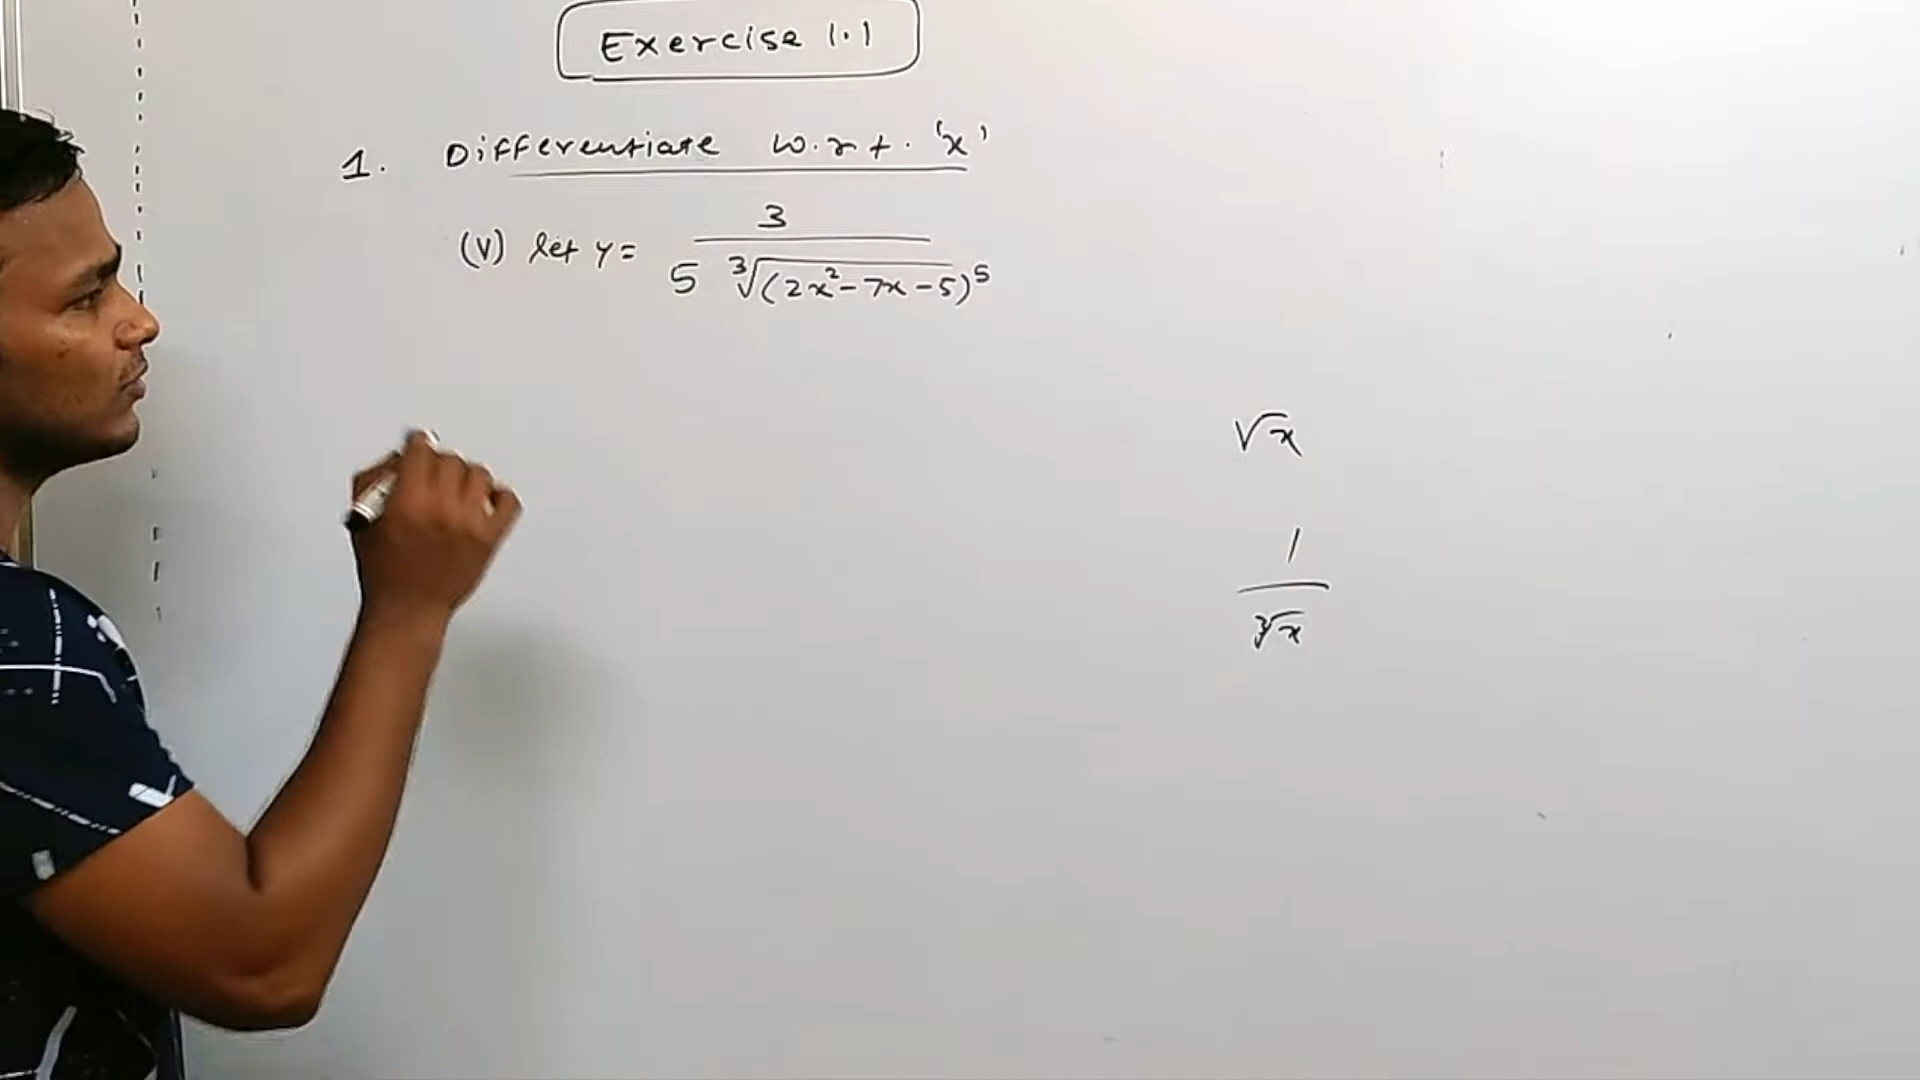 Exercise 1.1
1. Differentiate w.r.t. 'x'
(V) let y = 3 / 5 ∛(2x²-7x-5)⁵
√x
1
∛x